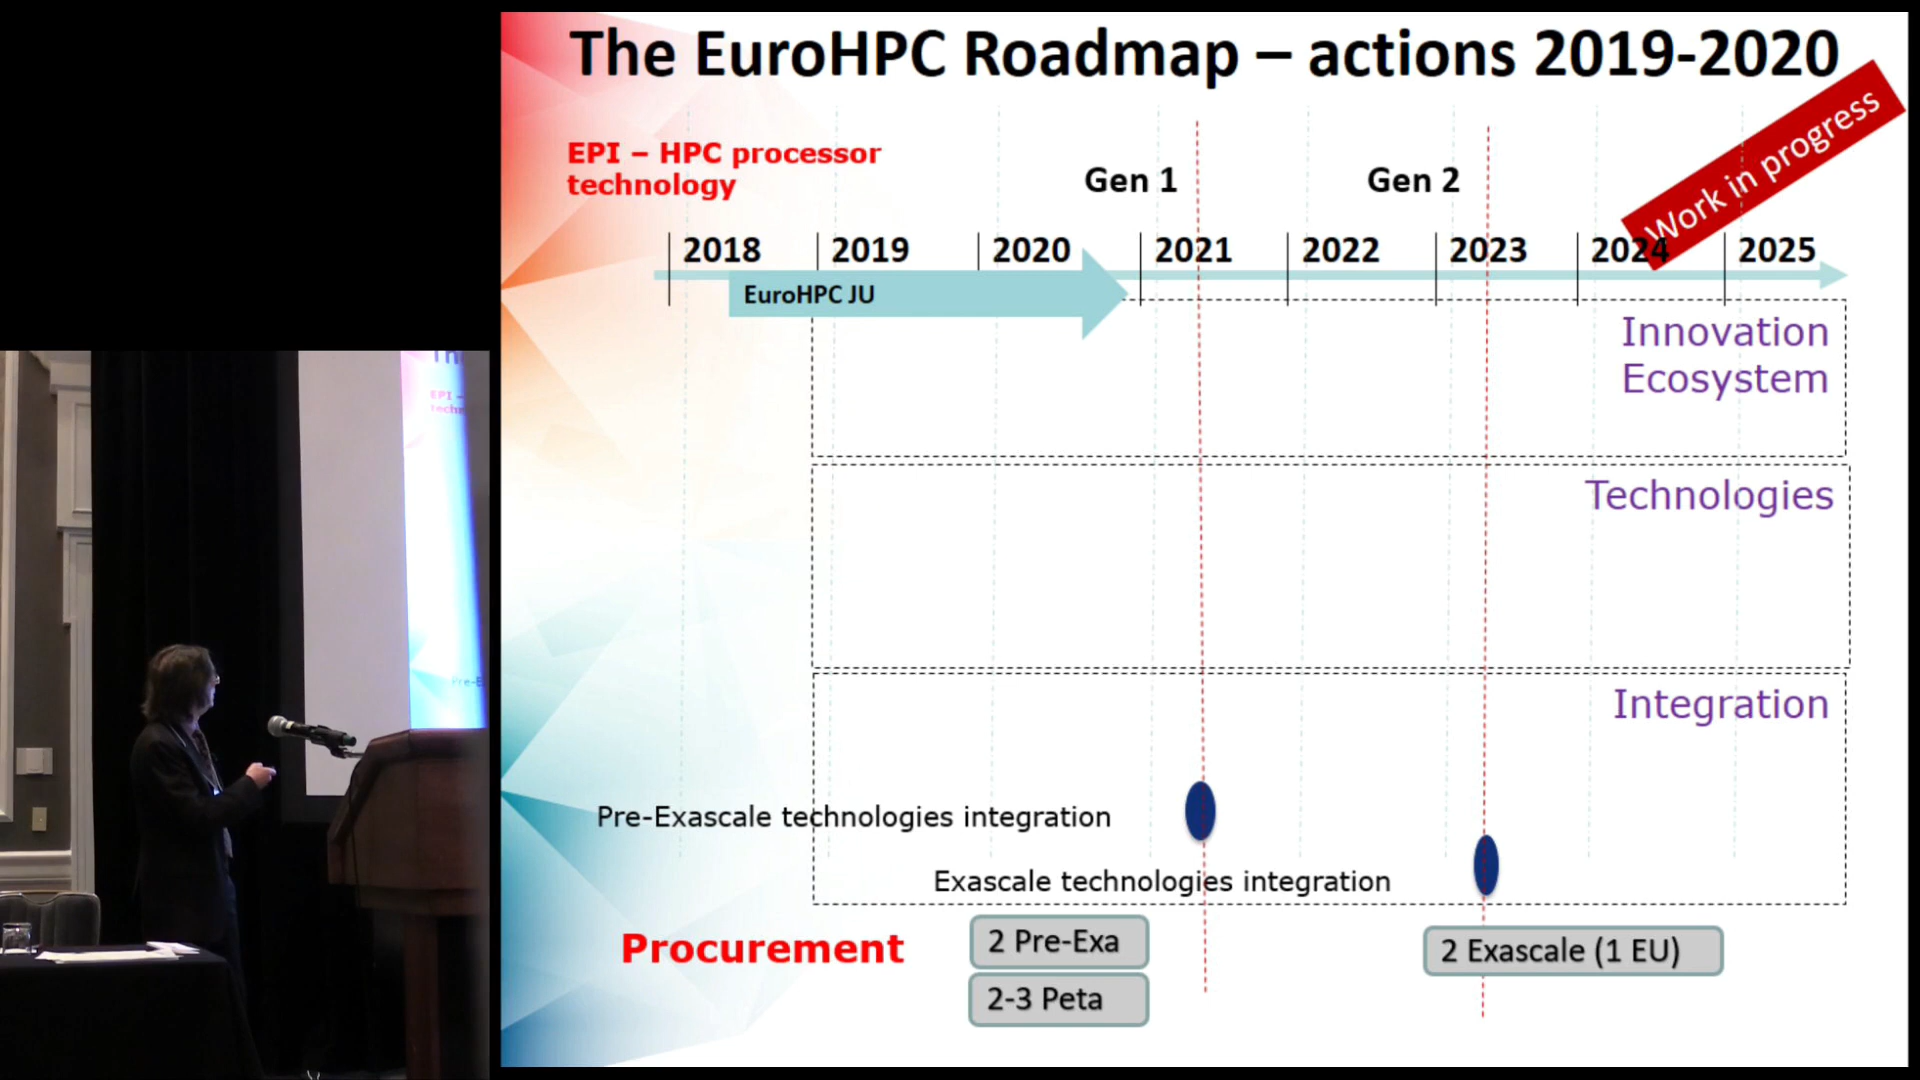 The EuroHPC Roadmap – actions 2019-2020
Work in progress
EPI – HPC processor
technology
Gen 1
Gen 2
2018
2019
2020
2021
2022
2023
2024
2025
EuroHPC JU
Innovation
Ecosystem
Technologies
Integration
Pre-Exascale technologies integration
Exascale technologies integration
Procurement
2 Pre-Exa
2-3 Peta
2 Exascale (1 EU)
EPI –